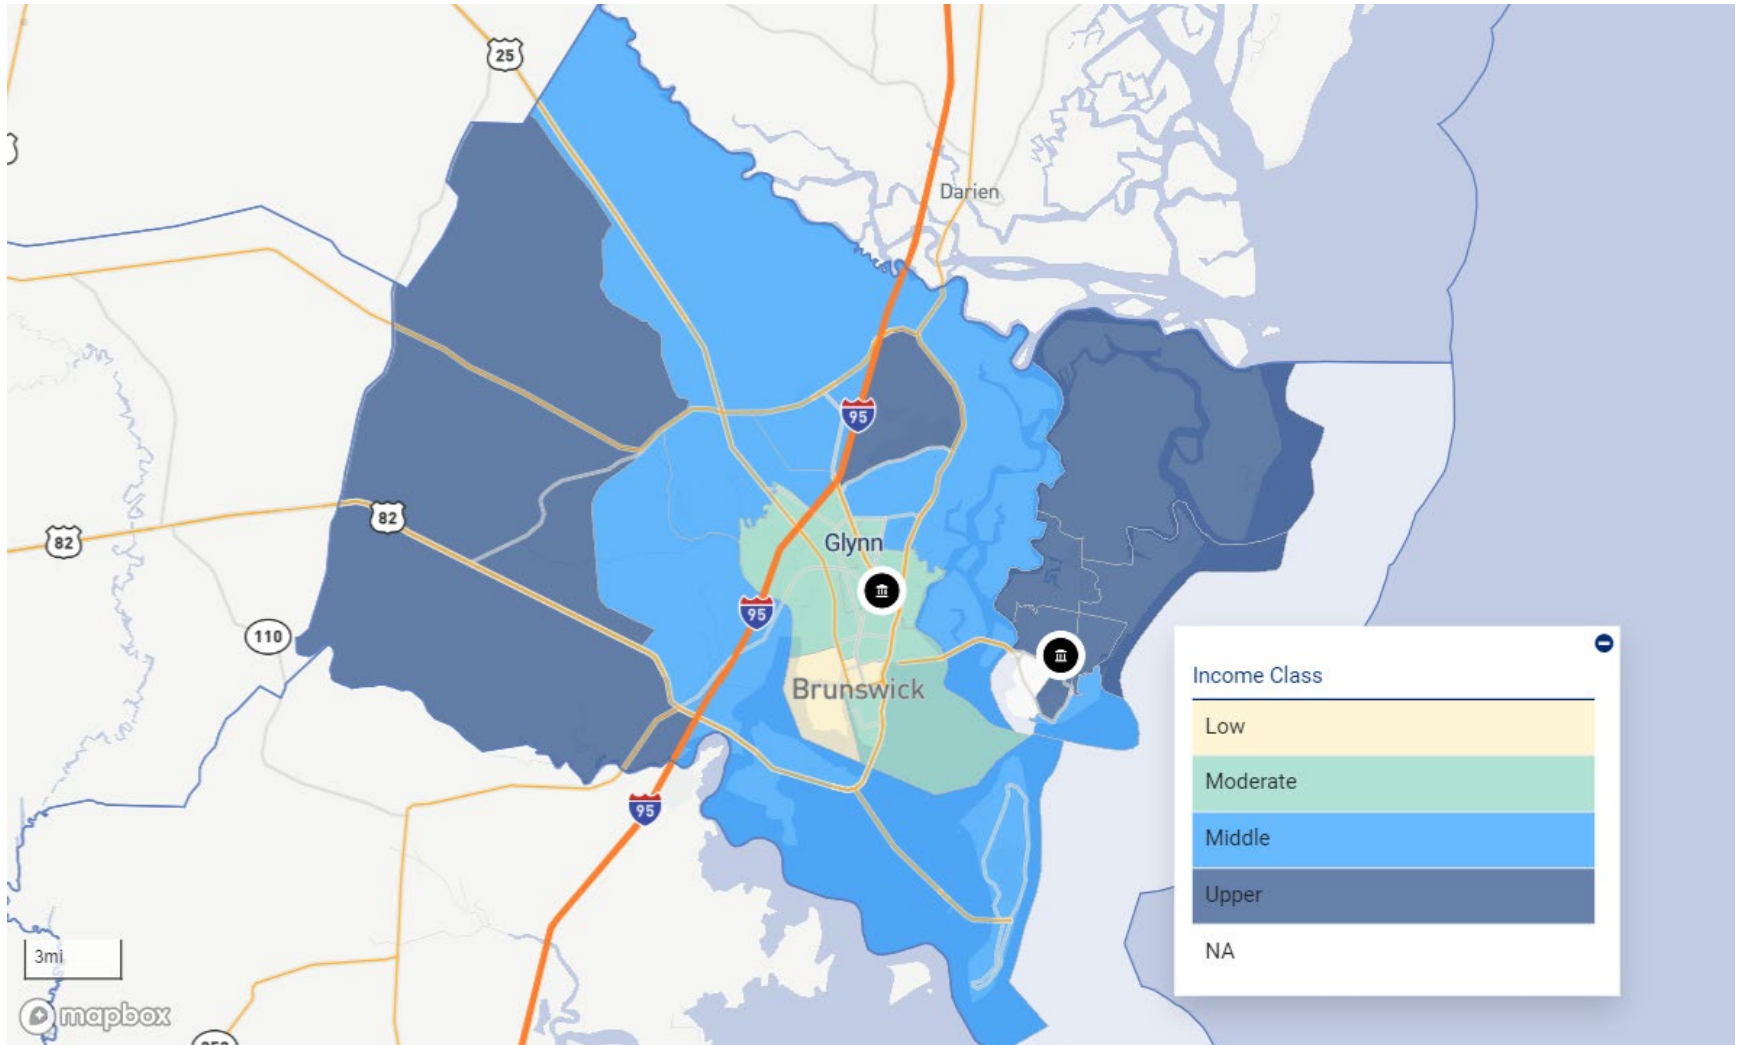 25
Darien
95
82
82
Glynn
95
110
Brunswick
95
Income Class
Low
Moderate
Middle
Upper
NA
3mi
mapbox